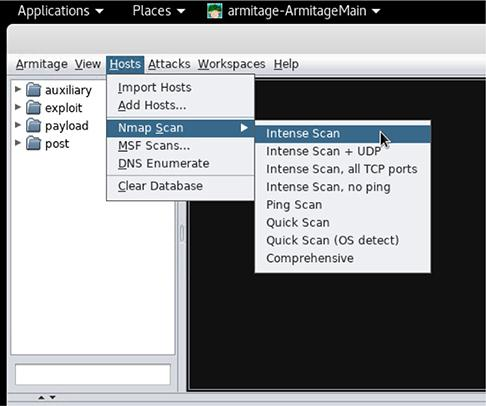 Applications Places armitage-ArmitageMain
Armitage View Hosts Attacks Workspaces Help
auxiliary
exploit
payload
post
Import Hosts
Add Hosts...
Nmap Scan
MSF Scans...
DNS Enumerate
Clear Database
Intense Scan
Intense Scan + UDP
Intense Scan, all TCP ports
Intense Scan, no ping
Ping Scan
Quick Scan
Quick Scan (OS detect)
Comprehensive